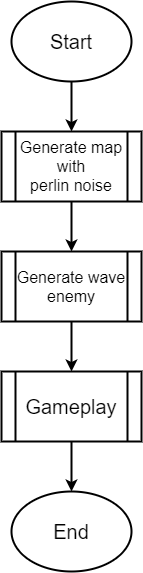 Start
Generate map
with
perlin noise
Generate wave
enemy
Gameplay
End